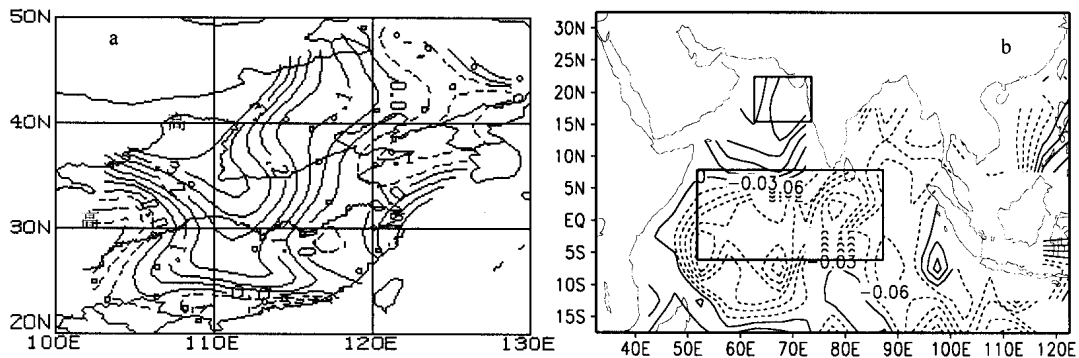 50N
40N
30N
20N
100E 110E 120E 130E
a
高
高
30N
25N
20N
15N
10N
5N
EQ
5S
10S
15S
40E 50E 60E 70E 80E 90E 100E 110E 120E
b
0 -0.03 .06
-0.03
-0.06